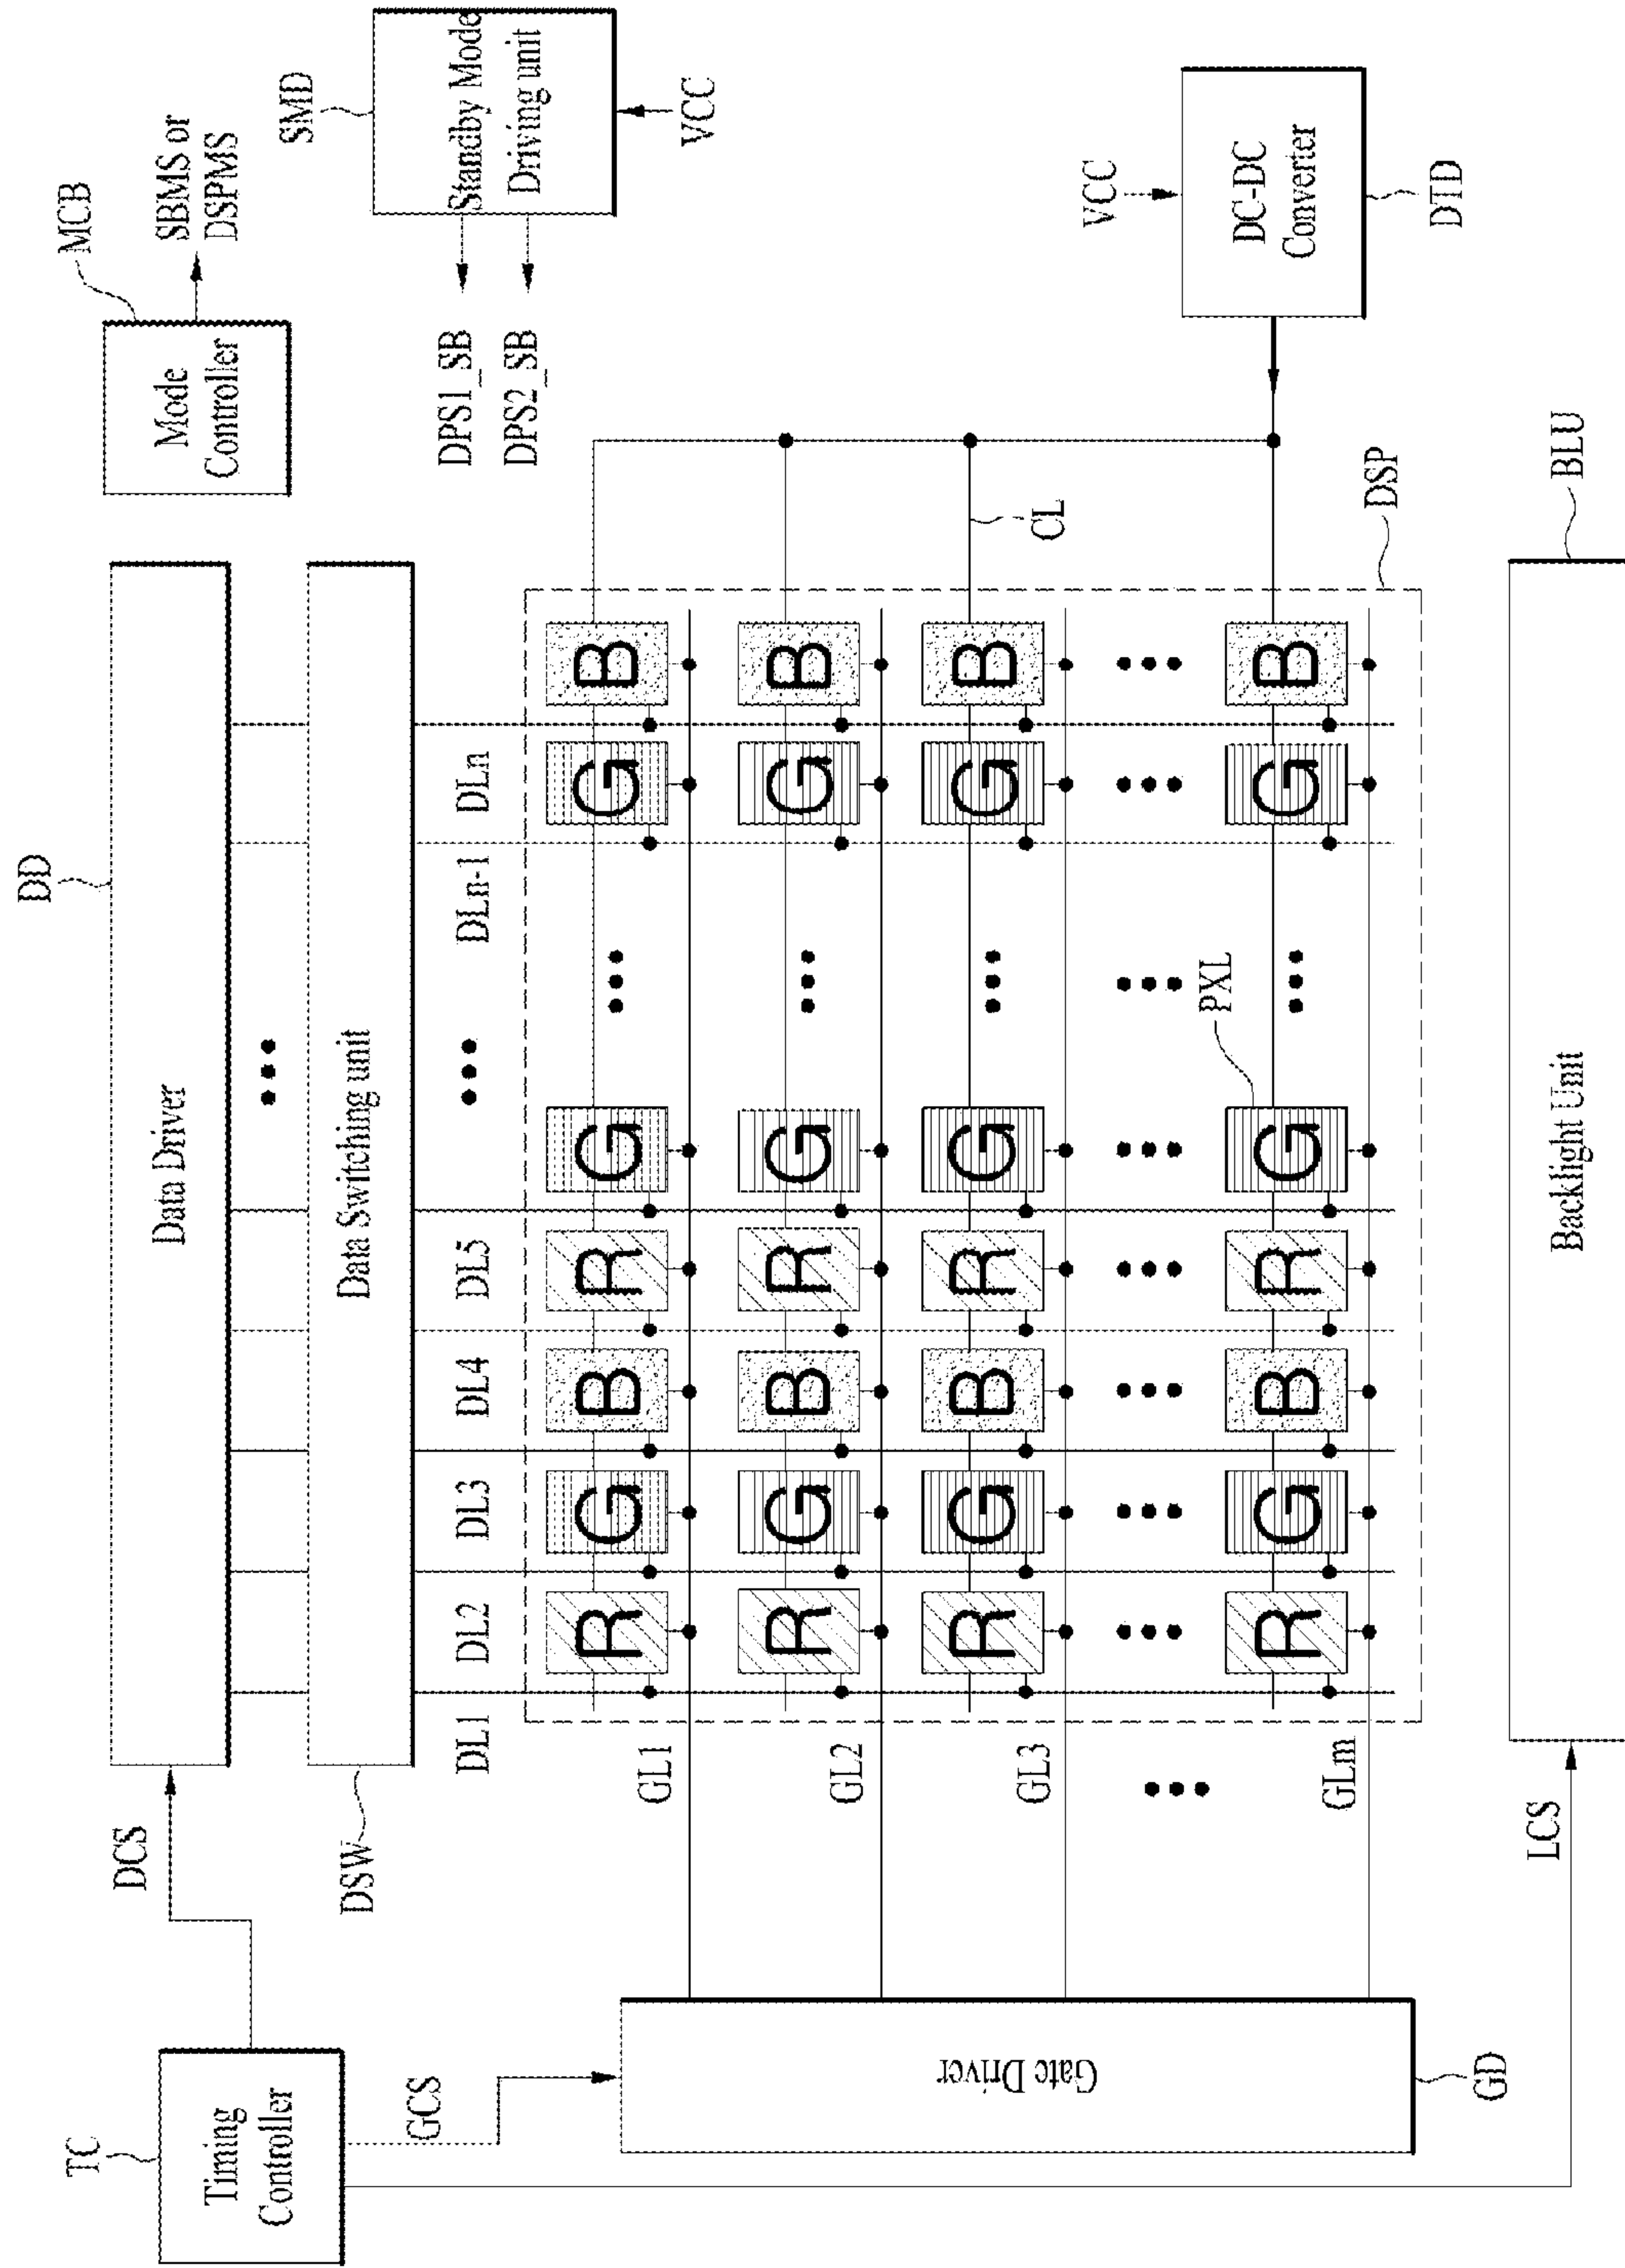 TC
Timing
Controller
DCS
GCS
DD
Data Driver
•••
DSW
Data Switching unit
•••
MCB
Mode
Controller
SBMS or
DSPMS
SMD
Standby Mode
Driving unit
VCC
DPS1_SB
DPS2_SB
DL1
DL2
DL3
DL4
DL5
DLn-1
DLn
R G B R G ••• G B
GL1
R G B R G ••• G B
GL2
R G B R G ••• G B
GL3
CL
••• ••• ••• ••• ••• ••• ••• ••• •••
PXL
R G B R G ••• G B
GLm
DSP
Gate Driver
GD
VCC
DC-DC
Converter
DTD
LCS
Backlight Unit
BLU